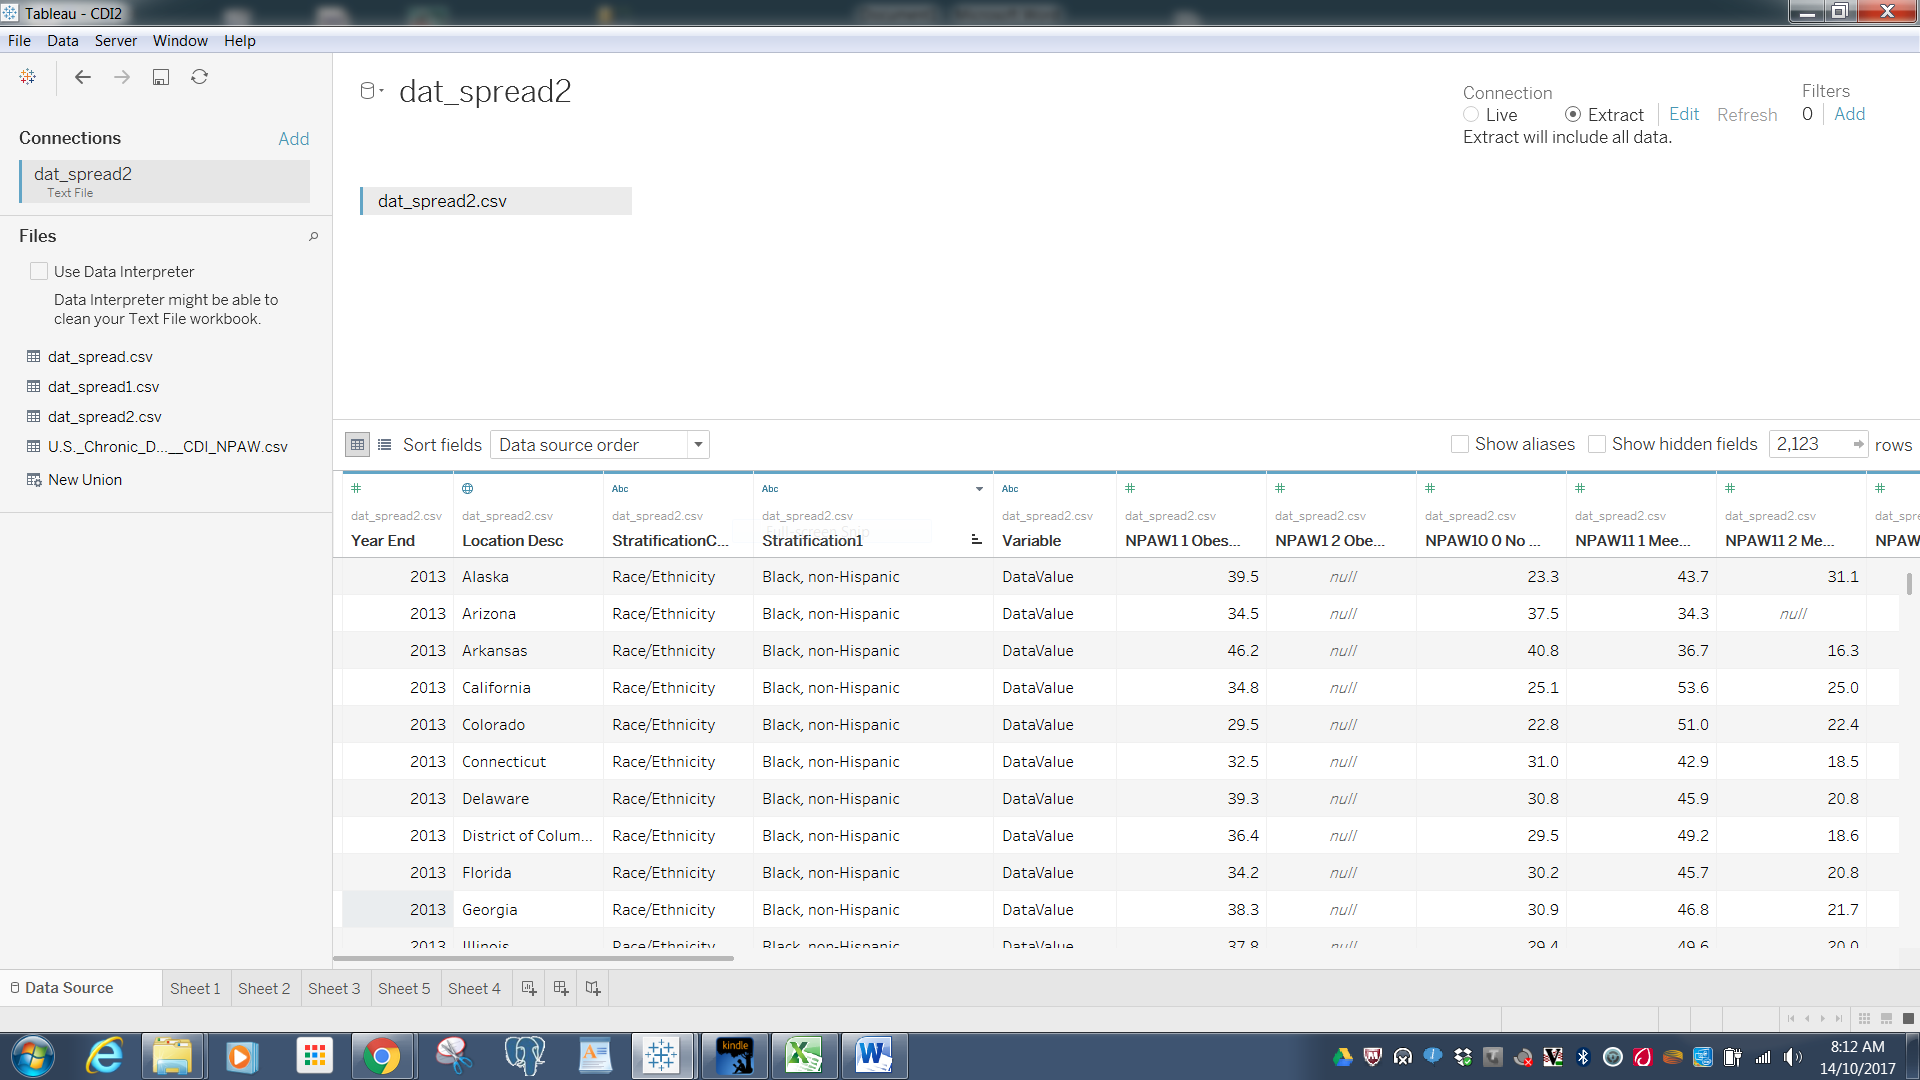 Tableau - CDI2
File Data Server Window Help
Connections Add
dat_spread2
Text File
Files
Use Data Interpreter
Data Interpreter might be able to
clean your Text File workbook.
dat_spread.csv
dat_spread1.csv
dat_spread2.csv
U.S._Chronic_D...__CDI_NPAW.csv
New Union
dat_spread2
Connection
Live Extract Edit Refresh
Extract will include all data.
Filters
0 Add
dat_spread2.csv
Sort fields Data source order Show aliases Show hidden fields 2,123 rows
# Abc Abc Abc # # # # # #
dat_spread2.csv dat_spread2.csv dat_spread2.csv dat_spread2.csv dat_spread2.csv dat_spread2.csv dat_spread2.csv dat_spread2.csv dat_spread2.csv dat_spread2.csv dat_spre
Full-screen Snip
Year End Location Desc StratificationC... Stratification1 Variable NPAW1 1 Obes... NPAW1 2 Obe... NPAW10 0 No ... NPAW11 1 Mee... NPAW11 2 Me... NPAW
2013 Alaska Race/Ethnicity Black, non-Hispanic DataValue 39.5 null 23.3 43.7 31.1
2013 Arizona Race/Ethnicity Black, non-Hispanic DataValue 34.5 null 37.5 34.3 null
2013 Arkansas Race/Ethnicity Black, non-Hispanic DataValue 46.2 null 40.8 36.7 16.3
2013 California Race/Ethnicity Black, non-Hispanic DataValue 34.8 null 25.1 53.6 25.0
2013 Colorado Race/Ethnicity Black, non-Hispanic DataValue 29.5 null 22.8 51.0 22.4
2013 Connecticut Race/Ethnicity Black, non-Hispanic DataValue 32.5 null 31.0 42.9 18.5
2013 Delaware Race/Ethnicity Black, non-Hispanic DataValue 39.3 null 30.8 45.9 20.8
2013 District of Colum... Race/Ethnicity Black, non-Hispanic DataValue 36.4 null 29.5 49.2 18.6
2013 Florida Race/Ethnicity Black, non-Hispanic DataValue 34.2 null 30.2 45.7 20.8
2013 Georgia Race/Ethnicity Black, non-Hispanic DataValue 38.3 null 30.9 46.8 21.7
2013 Illinois Race/Ethnicity Black, non-Hispanic DataValue 37.8 null 29.4 49.6 20.0
Data Source Sheet 1 Sheet 2 Sheet 3 Sheet 5 Sheet 4
kindle
8:12 AM
14/10/2017